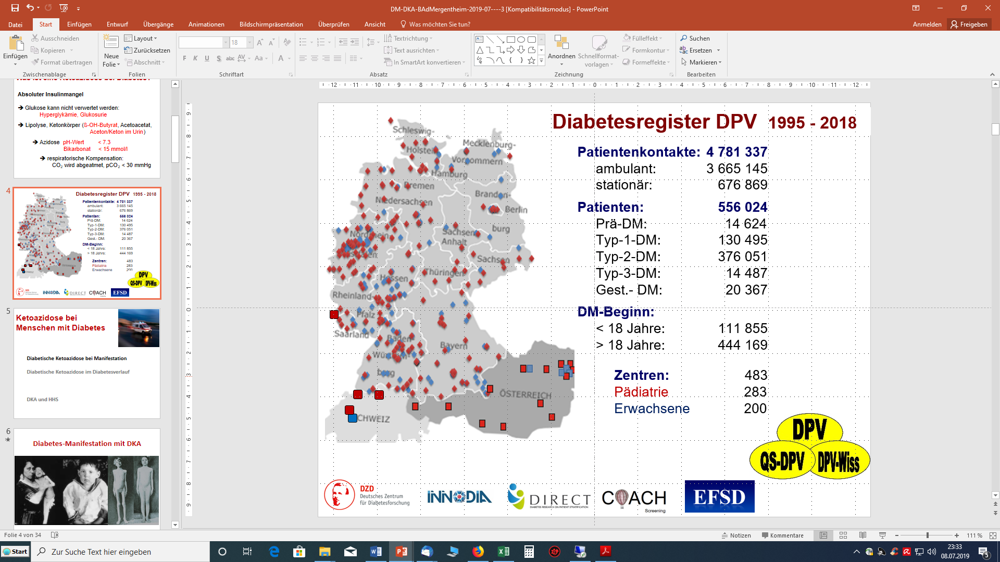 DM-DKA-BAdMergentheim-2019-07----3 [Kompatibilitätsmodus] - PowerPoint
Datei Start Einfügen Entwurf Übergänge Animationen Bildschirmpräsentation Überprüfen Ansicht Was möchten Sie tun? Anmelden Freigeben
Einfügen
Ausschneiden
Kopieren
Format übertragen
Zwischenablage
Neue Folie
Layout
Zurücksetzen
Abschnitt
Folien
18
F K U S abc AV Aa A
Schriftart
Textrichtung
Text ausrichten
In SmartArt konvertieren
Absatz
Anordnen
Schnellformat-
vorlagen
Fülleffekt
Formkontur
Formeffekte
Zeichnung
Suchen
Ersetzen
Markieren
Bearbeiten
12 11 10 9 8 7 6 5 4 3 2 1 0 1 2 3 4 5 6 7 8 9 10 11 12
Was ist eine Ketoazidose bei Diabetes?
Absoluter Insulinmangel
➔ Glukose kann nicht verwertet werden:
Hyperglykämie, Glukosurie
➔ Lipolyse, Ketonkörper (ß-OH-Butyrat, Acetoacetat,
Aceton/Keton im Urin)
➔ Azidose pH-Wert < 7.3
Bikarbonat < 15 mmol/l
➔ respiratorische Kompensation:
CO₂ wird abgeatmet, pCO₂ < 30 mmHg
4
Diabetesregister DPV 1995 - 2018
Patientenkontakte: 4 781 337
ambulant: 3 665 145
stationär: 676 869
Patienten: 556 024
Prä-DM: 14 624
Typ-1-DM: 130 495
Typ-2-DM: 376 051
Typ-3-DM: 14 487
Gest.- DM: 20 367
DM-Beginn:
< 18 Jahre: 111 855
> 18 Jahre: 444 169
Zentren: 483
Pädiatrie 283
Erwachsene 200
DPV
QS-DPV DPV-Wiss
DZD INNODIA DIRECT COACH EFSD
5
Ketoazidose bei
Menschen mit Diabetes
Diabetische Ketoazidose bei Manifestation
Diabetische Ketoazidose im Diabetesverlauf
DKA und HHS
6
Diabetes-Manifestation mit DKA
Diabetesregister DPV 1995 - 2018
Patientenkontakte: 4 781 337
ambulant: 3 665 145
stationär: 676 869
Patienten: 556 024
Prä-DM: 14 624
Typ-1-DM: 130 495
Typ-2-DM: 376 051
Typ-3-DM: 14 487
Gest.- DM: 20 367
DM-Beginn:
< 18 Jahre: 111 855
> 18 Jahre: 444 169
Zentren: 483
Pädiatrie 283
Erwachsene 200
Schleswig-
Holstein
Mecklenburg-
Vorpommern
Hamburg
Bremen
Niedersachsen
Branden-
Berlin
burg
Sachsen
Anhalt
Nordrhein
Sachsen
Thüringen
Hessen
Rheinland-
Pfalz
Saarland
Baden-
Bayern
burg
ÖSTERREICH
CHWEIZ
DPV
QS-DPV
DPV-Wiss
DZD
Deutsches Zentrum
für Diabetesforschung
INNODIA
DIRECT
DIABETES RESEARCH ON PATIENT STRATIFICATION
COACH
Screening
EFSD
Folie 4 von 34
Notizen Kommentare 111 %
Start
Zur Suche Text hier eingeben
23:33
08.07.2019
5